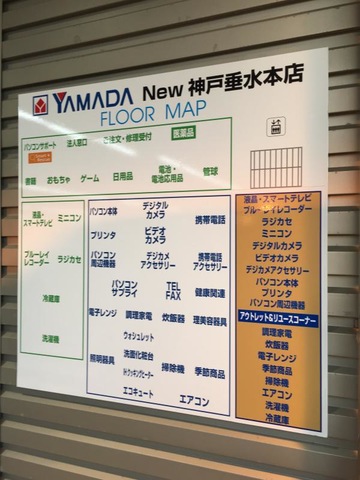 YAMADA New 神戸垂水本店
FLOOR MAP
パソコンサポート 法人窓口 ご注文・修理受付 医薬品
書籍 おもちゃ ゲーム 日用品 電池・電池応用品 管球
液晶・スマートテレビ ミニコン
ブルーレイレコーダー ラジカセ
冷蔵庫
洗濯機
パソコン本体 デジタルカメラ 携帯電話
プリンタ ビデオカメラ
パソコン周辺機器 デジカメアクセサリー 携帯電話アクセサリー
パソコンサプライ TEL FAX 健康関連
電子レンジ 調理家電 炊飯器 理美容器具
ウォシュレット
照明器具 洗面化粧台 掃除機 季節商品
IHクッキングヒーター
エコキュート エアコン
液晶・スマートテレビ
ブルーレイレコーダー
ラジカセ
ミニコン
デジタルカメラ
ビデオカメラ
デジカメアクセサリー
パソコン本体
プリンタ
パソコン周辺機器
アウトレット&リユースコーナー
調理家電
炊飯器
電子レンジ
季節商品
掃除機
エアコン
洗濯機
冷蔵庫